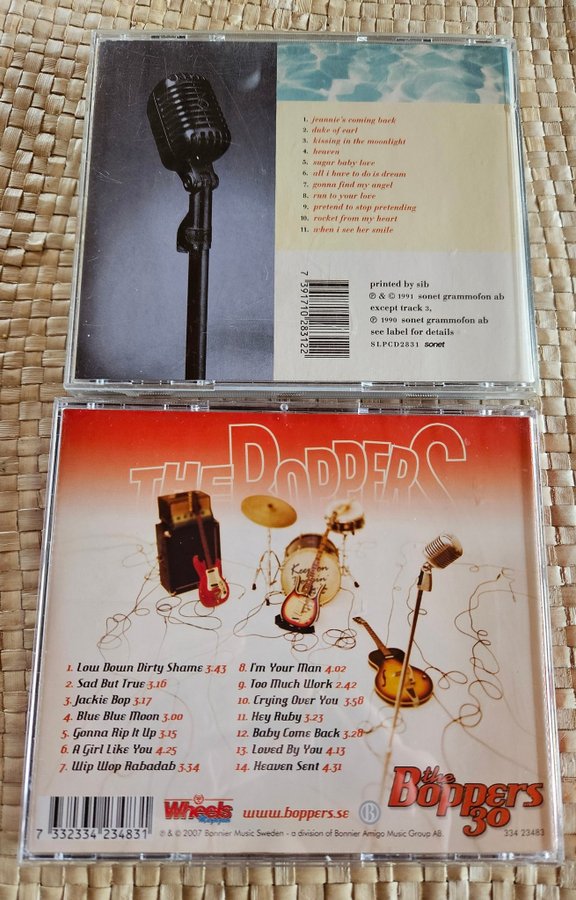 1. jeannie's coming back
2. duke of earl
3. kissing in the moonlight
4. heaven
5. sugar baby love
6. all i have to do is dream
7. gonna find my angel
8. run to your love
9. pretend to stop pretending
10. rocket from my heart
11. when i see her smile
7 391710 283122
printed by sib
℗ & © 1991 sonet grammofon ab
except track 3,
℗ 1990 sonet grammofon ab
see label for details
SLPCD2831 sonet
THE BOPPERS
Keep on
1. Low Down Dirty Shame 3.43
2. Sad But True 3.16
3. Jackie Bop 3.17
4. Blue Blue Moon 3.00
5. Gonna Rip It Up 3.15
6. A Girl Like You 4.25
7. Wip Wop Rabadab 3.34
8. I'm Your Man 4.02
9. Too Much Work 2.42
10. Crying Over You 3.58
11. Hey Ruby 3.23
12. Baby Come Back 3.28
13. Loved By You 4.13
14. Heaven Sent 4.31
7 332334 234831
Wheels
www.boppers.se
the Boppers 30
334 23483
℗ & © 2007 Bonnier Music Sweden - a division of Bonnier Amigo Music Group AB.